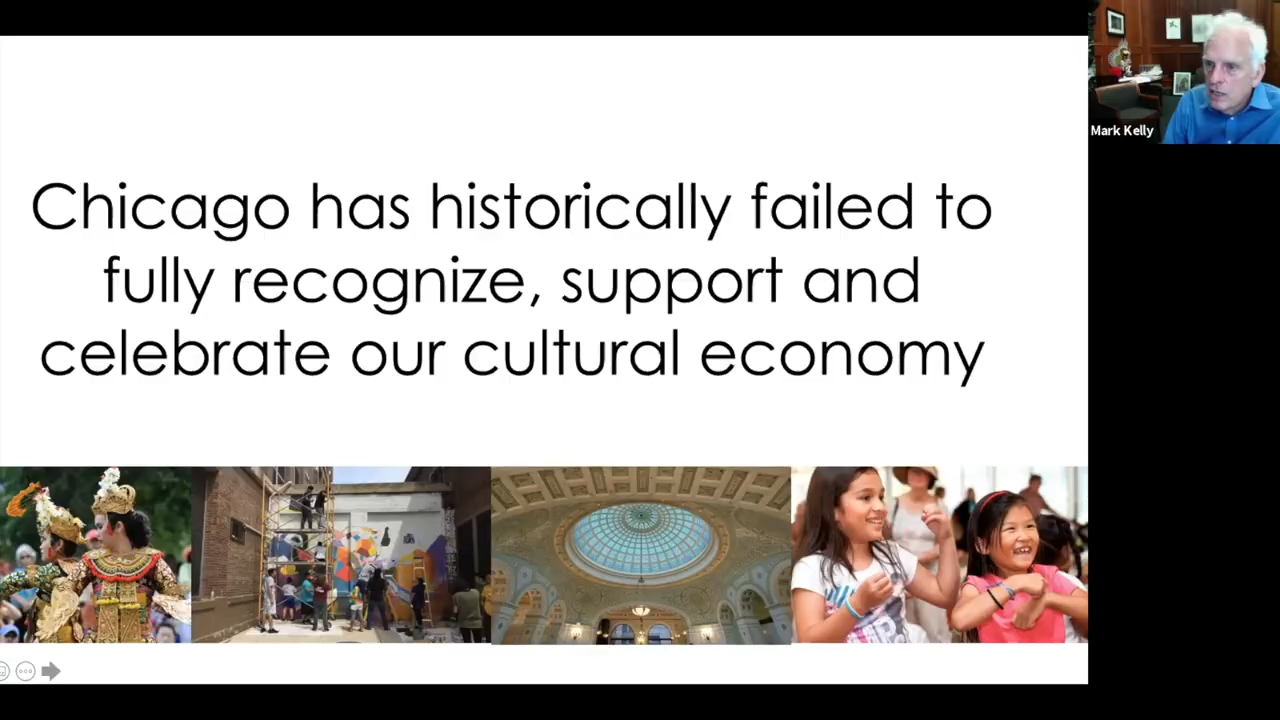 Mark Kelly
Chicago has historically failed to
fully recognize, support and
celebrate our cultural economy